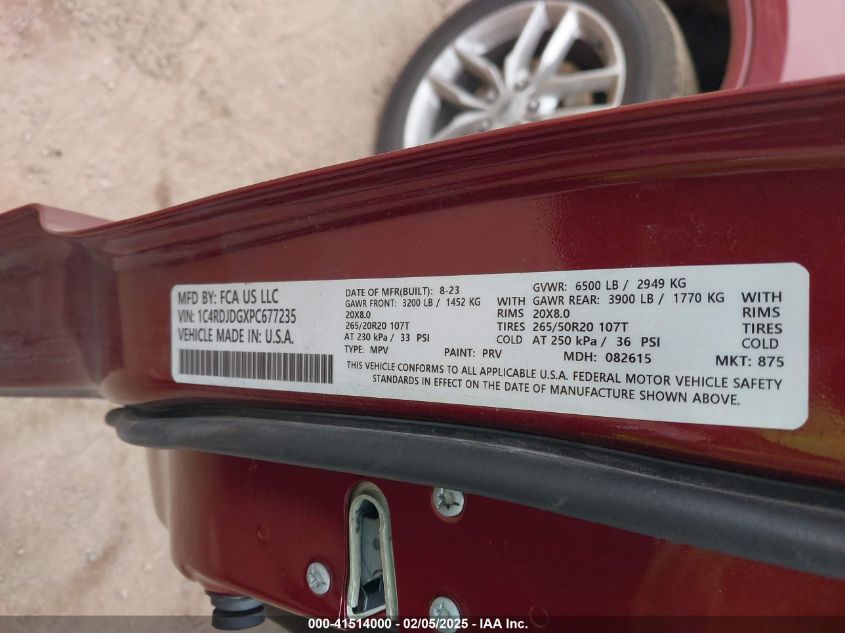 MFD BY: FCA US LLC
VIN: 1C4RDJDGXPC677235
VEHICLE MADE IN U.S.A.
DATE OF MFR(BUILT): 8-23 GVWR: 6500 LB / 2949 KG
GAWR FRONT: 3200 LB / 1452 KG WITH GAWR REAR: 3900 LB / 1770 KG WITH
20X8.0 RIMS 20X8.0 RIMS
265/20R20 107T TIRES 265/50R20 107T TIRES
AT 230 kPa / 33 PSI COLD AT 250 kPa / 36 PSI COLD
TYPE: MPV PAINT: PRV MDH: 082615 MKT: 875
THIS VEHICLE CONFORMS TO ALL APPLICABLE U.S.A. FEDERAL MOTOR VEHICLE SAFETY
STANDARDS IN EFFECT ON THE DATE OF MANUFACTURE SHOWN ABOVE.
000-41514000 - 02/05/2025 - IAA Inc.